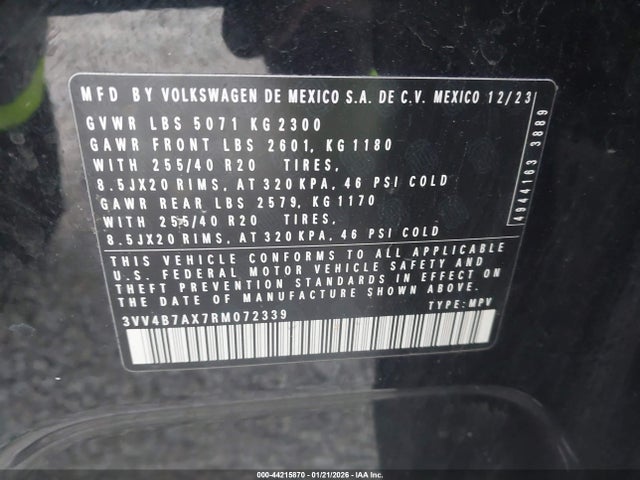 MFD BY VOLKSWAGEN DE MEXICO S.A. DE C.V. MEXICO 12/23
GVWR LBS 5071 KG 2300
GAWR FRONT LBS 2601, KG 1180
WITH 255/40 R20 TIRES,
8.5JX20 RIMS, AT 320 KPA, 46 PSI COLD
GAWR REAR LBS 2579, KG 1170
WITH 255/40 R20 TIRES,
8.5JX20 RIMS, AT 320 KPA, 46 PSI COLD
4944163 3889
THIS VEHICLE CONFORMS TO ALL APPLICABLE
U.S. FEDERAL MOTOR VEHICLE SAFETY AND
THEFT PREVENTION STANDARDS IN EFFECT ON
DATE OF MANUFACTURE SHOWN ABOVE.
3VV4B7AX7RM072339 TYPE: MPV
000-44215870 - 01/21/2026 - IAA Inc.